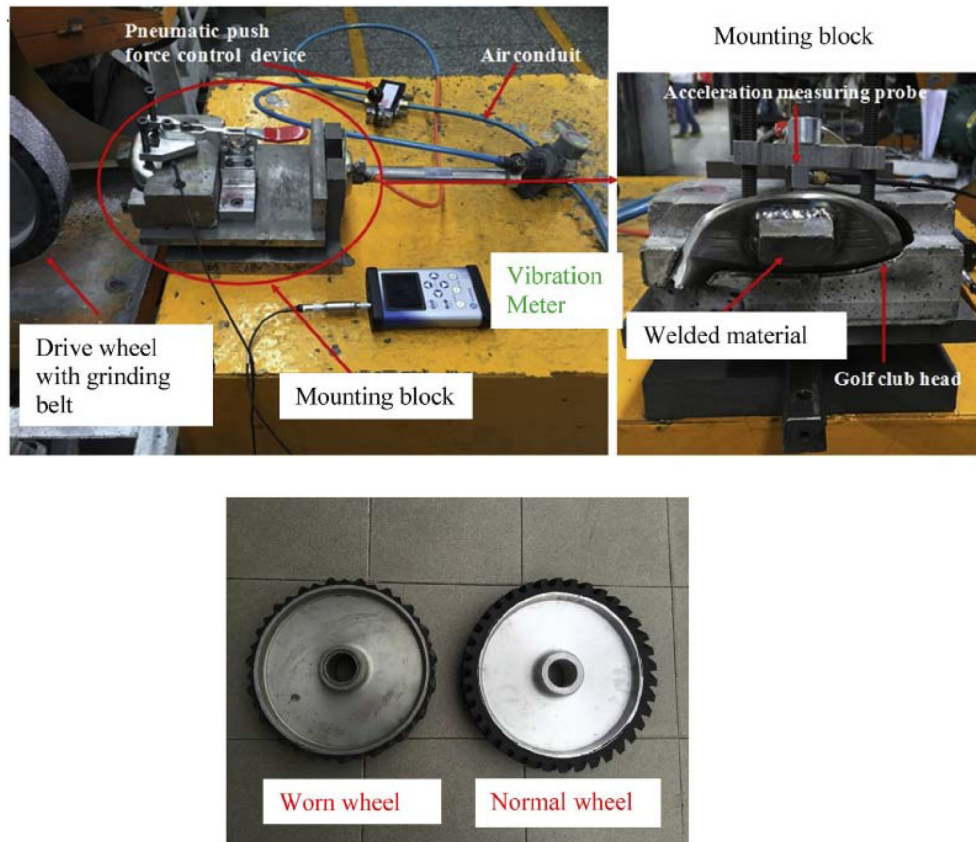 Pneumatic push
force control device
Air conduit
Vibration
Meter
Drive wheel
with grinding
belt
Mounting block
Mounting block
Acceleration measuring probe
Welded material
Golf club head
Worn wheel
Normal wheel